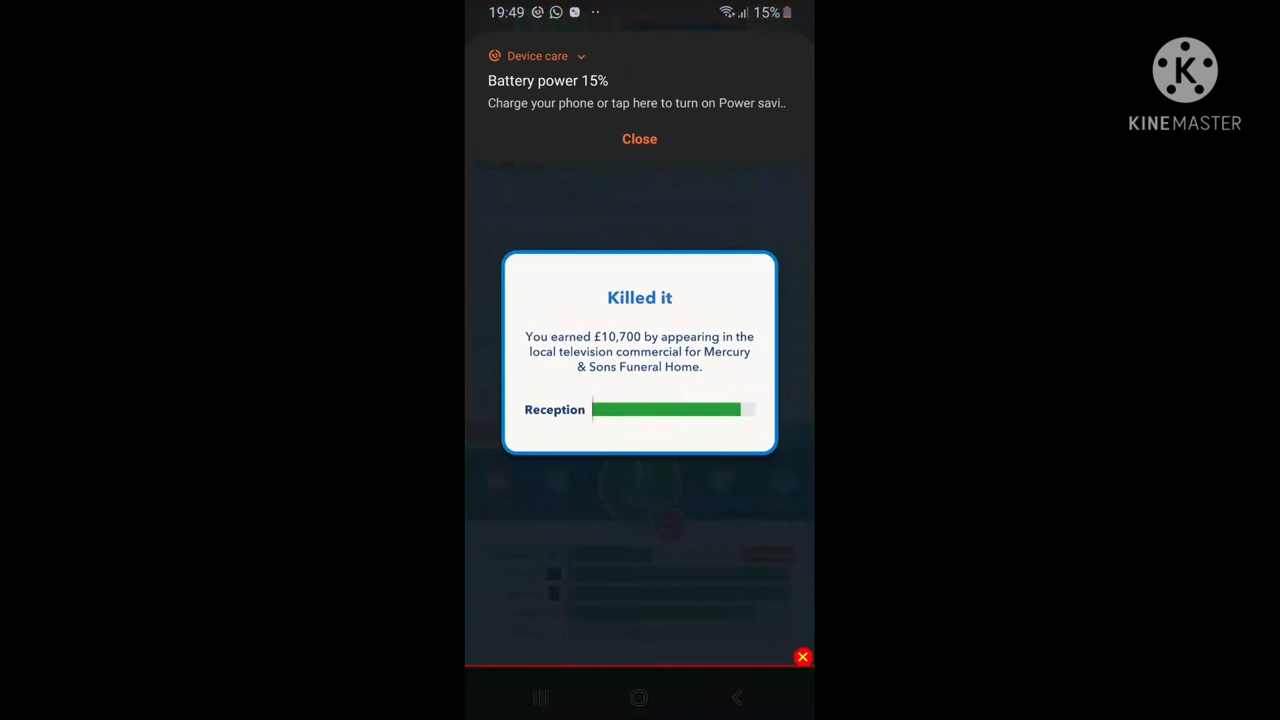 19:49
15%
Device care
Battery power 15%
Charge your phone or tap here to turn on Power savi..
Close
K
KINEMASTER
Killed it
You earned £10,700 by appearing in the
local television commercial for Mercury
& Sons Funeral Home.
Reception